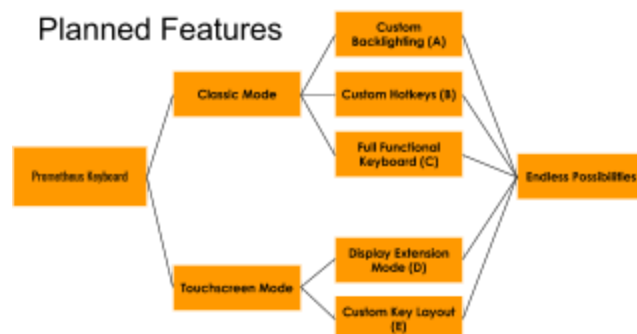 Planned Features
Custom
Backlighting (A)
Classic Mode
Custom Hotkeys (B)
Full Functional
Keyboard (C)
Prometheus Keyboard
Endless Possibilities
Display Extension
Mode (D)
Touchscreen Mode
Custom Key Layout
(E)